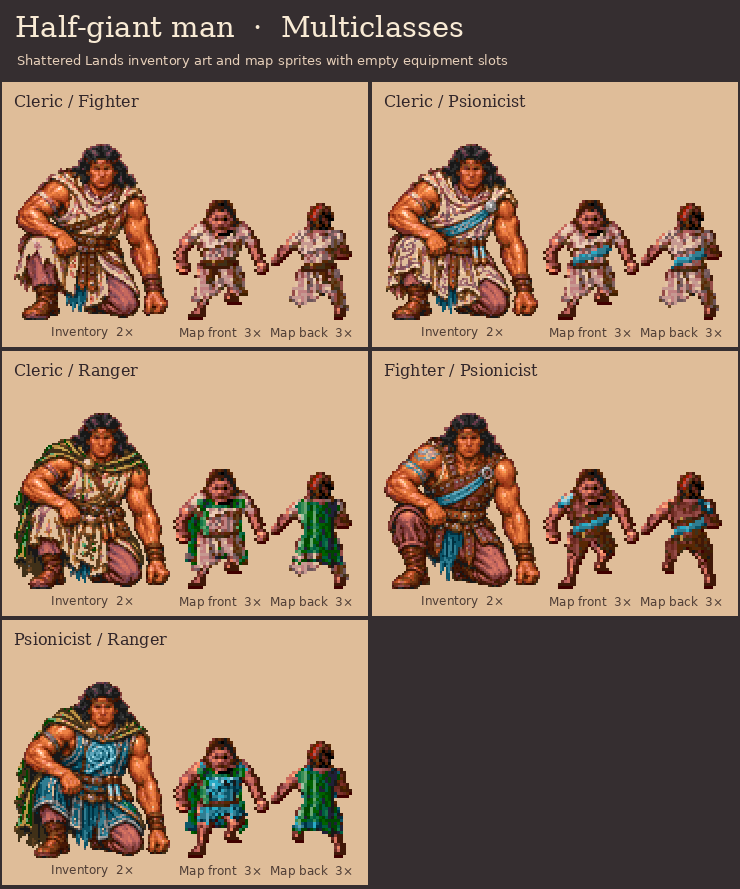 Half-giant man · Multiclasses
Shattered Lands inventory art and map sprites with empty equipment slots
Cleric / Fighter
Inventory 2×
Map front 3×
Map back 3×
Cleric / Psionicist
Inventory 2×
Map front 3×
Map back 3×
Cleric / Ranger
Inventory 2×
Map front 3×
Map back 3×
Fighter / Psionicist
Inventory 2×
Map front 3×
Map back 3×
Psionicist / Ranger
Inventory 2×
Map front 3×
Map back 3×